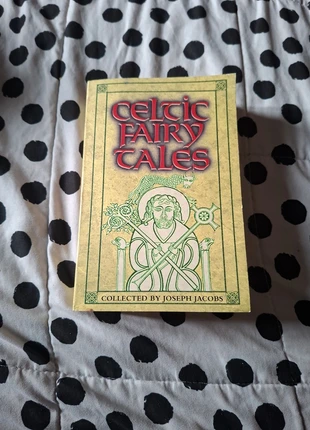 CELTIC
FAIRY
TALES
COLLECTED BY JOSEPH JACOBS